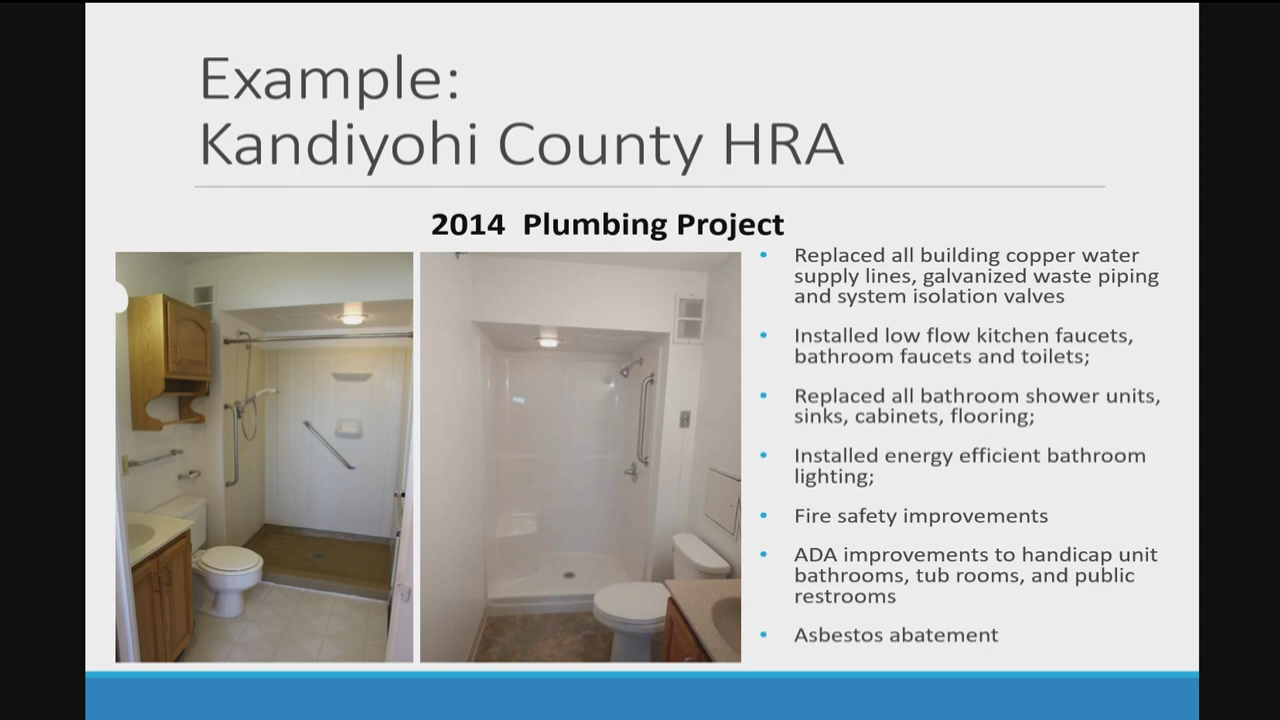 Example:
Kandiyohi County HRA
2014 Plumbing Project
• Replaced all building copper water
supply lines, galvanized waste piping
and system isolation valves
• Installed low flow kitchen faucets,
bathroom faucets and toilets;
• Replaced all bathroom shower units,
sinks, cabinets, flooring;
• Installed energy efficient bathroom
lighting;
• Fire safety improvements
• ADA improvements to handicap unit
bathrooms, tub rooms, and public
restrooms
• Asbestos abatement